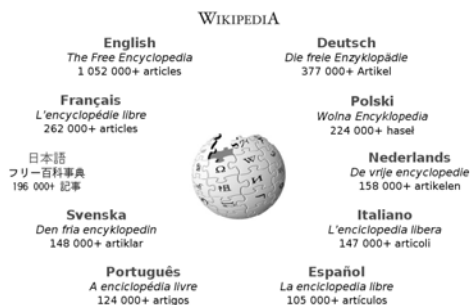 WIKIPEDIA
English
The Free Encyclopedia
1 052 000+ articles
Deutsch
Die freie Enzyklopädie
377 000+ Artikel
Français
L'encyclopédie libre
262 000+ articles
Polski
Wolna Encyklopedia
224 000+ haseł
日本語
フリー百科事典
196 000+ 記事
Nederlands
De vrije encyclopedie
158 000+ artikelen
Svenska
Den fria encyklopedin
148 000+ artiklar
Italiano
L'enciclopedia libera
147 000+ articoli
Português
A enciclopédia livre
124 000+ artigos
Español
La enciclopedia libre
105 000+ artículos